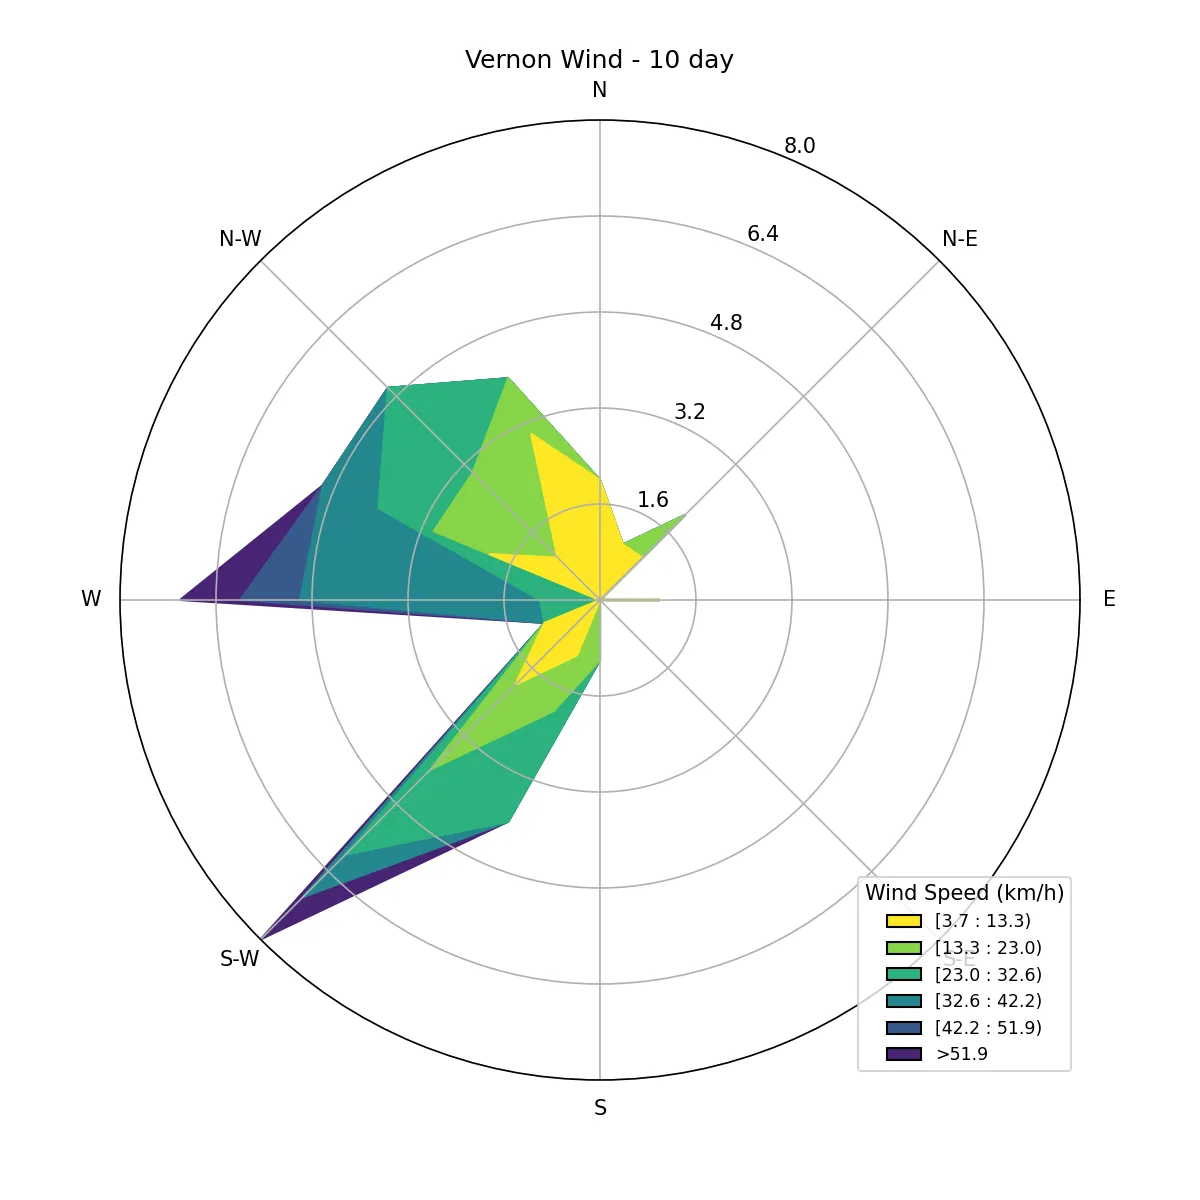 Vernon Wind - 10 day
N
8.0
N-W
6.4
N-E
4.8
3.2
1.6
W
E
S-W
S-E
S
Wind Speed (km/h)
[3.7 : 13.3)
[13.3 : 23.0)
[23.0 : 32.6)
[32.6 : 42.2)
[42.2 : 51.9)
>51.9